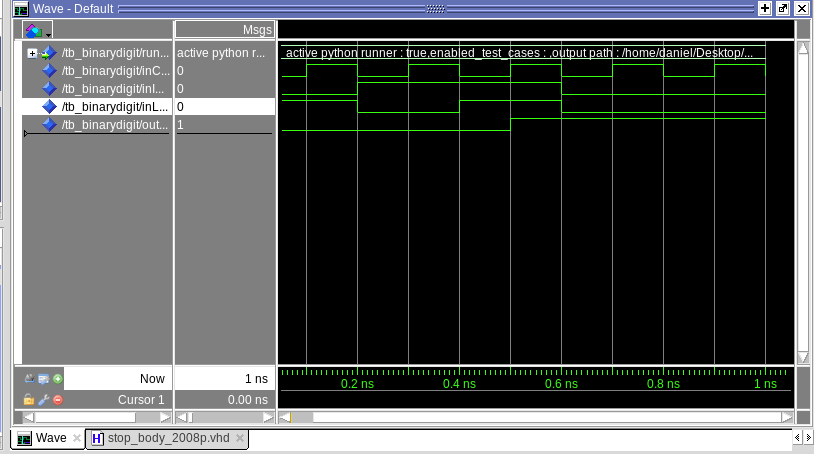 Wave - Default
Msgs
/tb_binarydigit/run... active python r... active python runner : true,enabled_test_cases : ,output path : /home/daniel/Desktop/...
/tb_binarydigit/inC... 0
/tb_binarydigit/inI... 0
/tb_binarydigit/inL... 0
/tb_binarydigit/out... 1
Now 1 ns 0.2 ns 0.4 ns 0.6 ns 0.8 ns 1 ns
Cursor 1 0.00 ns
Wave stop_body_2008p.vhd